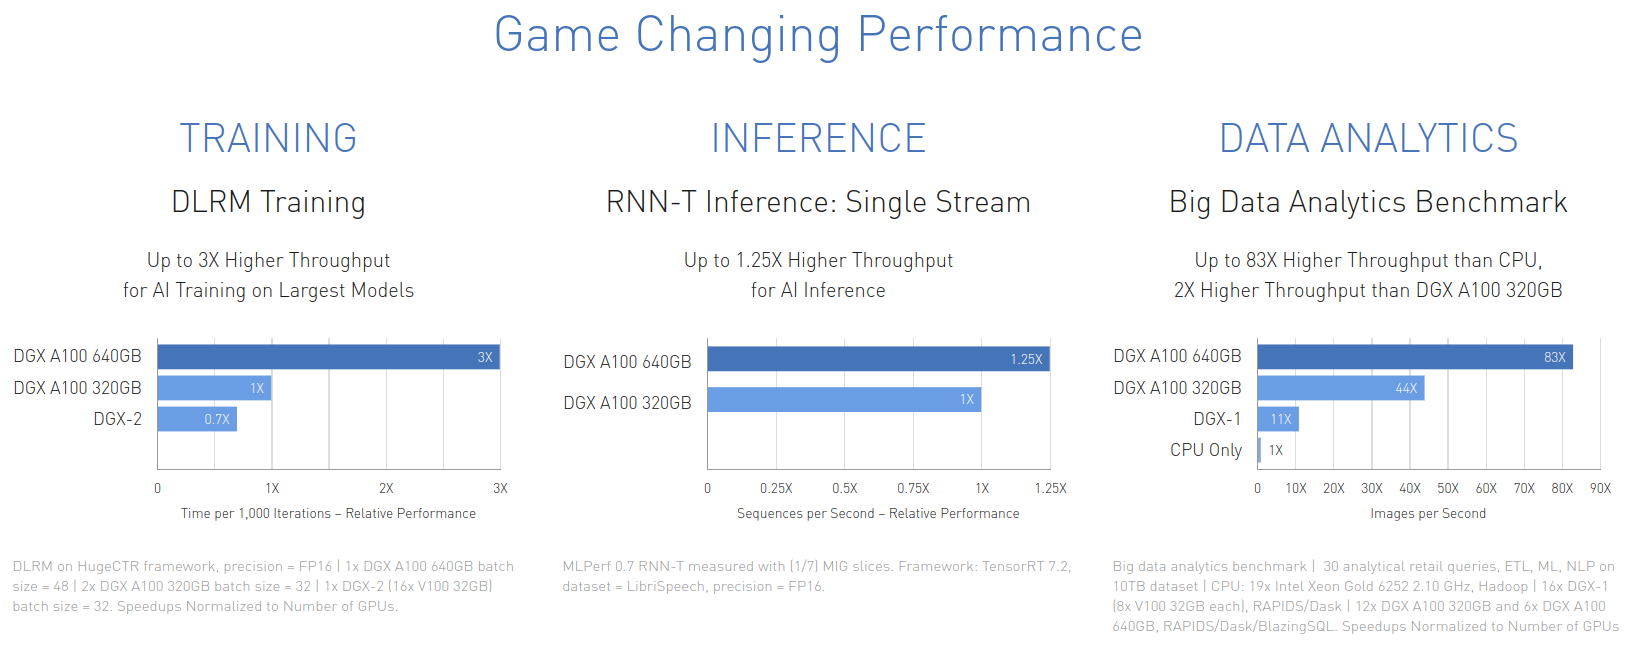 Game Changing Performance
TRAINING
DLRM Training
Up to 3X Higher Throughput
for AI Training on Largest Models
DGX A100 640GB
3X
DGX A100 320GB
1X
DGX-2
0.7X
0 1X 2X 3X
Time per 1,000 Iterations – Relative Performance
DLRM on HugeCTR framework, precision = FP16 | 1x DGX A100 640GB batch
size = 48 | 2x DGX A100 320GB batch size = 32 | 1x DGX-2 (16x V100 32GB)
batch size = 32. Speedups Normalized to Number of GPUs.
INFERENCE
RNN-T Inference: Single Stream
Up to 1.25X Higher Throughput
for AI Inference
DGX A100 640GB
1.25X
DGX A100 320GB
1X
0 0.25X 0.5X 0.75X 1X 1.25X
Sequences per Second – Relative Performance
MLPerf 0.7 RNN-T measured with (1/7) MIG slices. Framework: TensorRT 7.2,
dataset = LibriSpeech, precision = FP16.
DATA ANALYTICS
Big Data Analytics Benchmark
Up to 83X Higher Throughput than CPU,
2X Higher Throughput than DGX A100 320GB
DGX A100 640GB
83X
DGX A100 320GB
44X
DGX-1
11X
CPU Only
1X
0 10X 20X 30X 40X 50X 60X 70X 80X 90X
Images per Second
Big data analytics benchmark | 30 analytical retail queries, ETL, ML, NLP on
10TB dataset | CPU: 19x Intel Xeon Gold 6252 2.10 GHz, Hadoop | 16x DGX-1
(8x V100 32GB each), RAPIDS/Dask | 12x DGX A100 320GB and 6x DGX A100
640GB, RAPIDS/Dask/BlazingSQL. Speedups Normalized to Number of GPUs